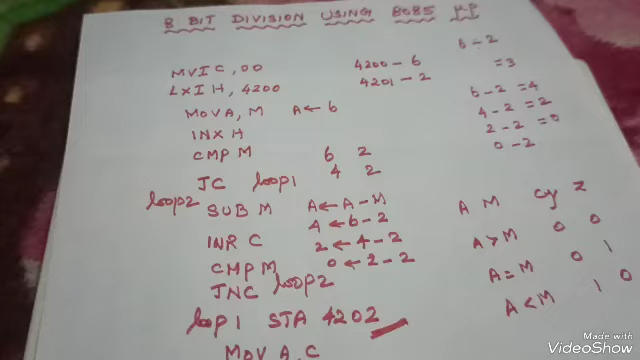 8 BIT DIVISION USING 8085 μP
6 - 2
MVI C, 00 4200 - 6 = 3
LXI H, 4200 4201 - 2
MOV A, M A ← 6 6 - 2 = 4
INX H 4 - 2 = 2
CMP M 6 2 2 - 2 = 0
JC loop1 4 2 0 - 2
loop2 SUB M A ← A - M A M Cy Z
4 ← 6 - 2
INR C 2 ← 4 - 2 A > M 0 0
CMP M 0 ← 2 - 2 A = M 0 1
JNC loop2 A < M 1 0
loop1 STA 4202
MOV A, C
Made with
VideoShow